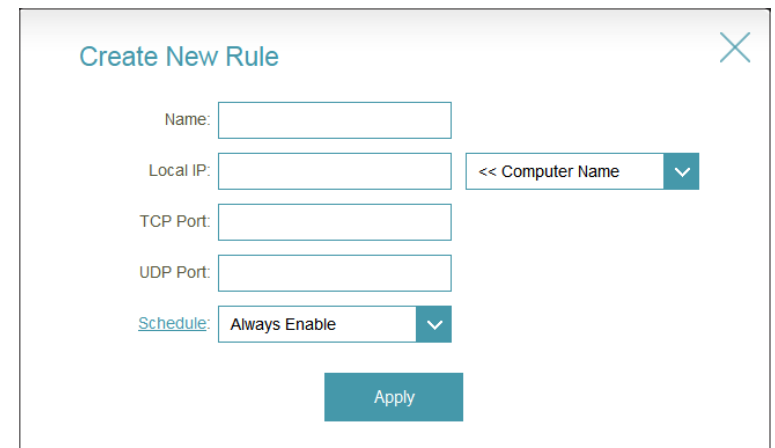 Create New Rule
Name:
Local IP: << Computer Name
TCP Port:
UDP Port:
Schedule: Always Enable
Apply